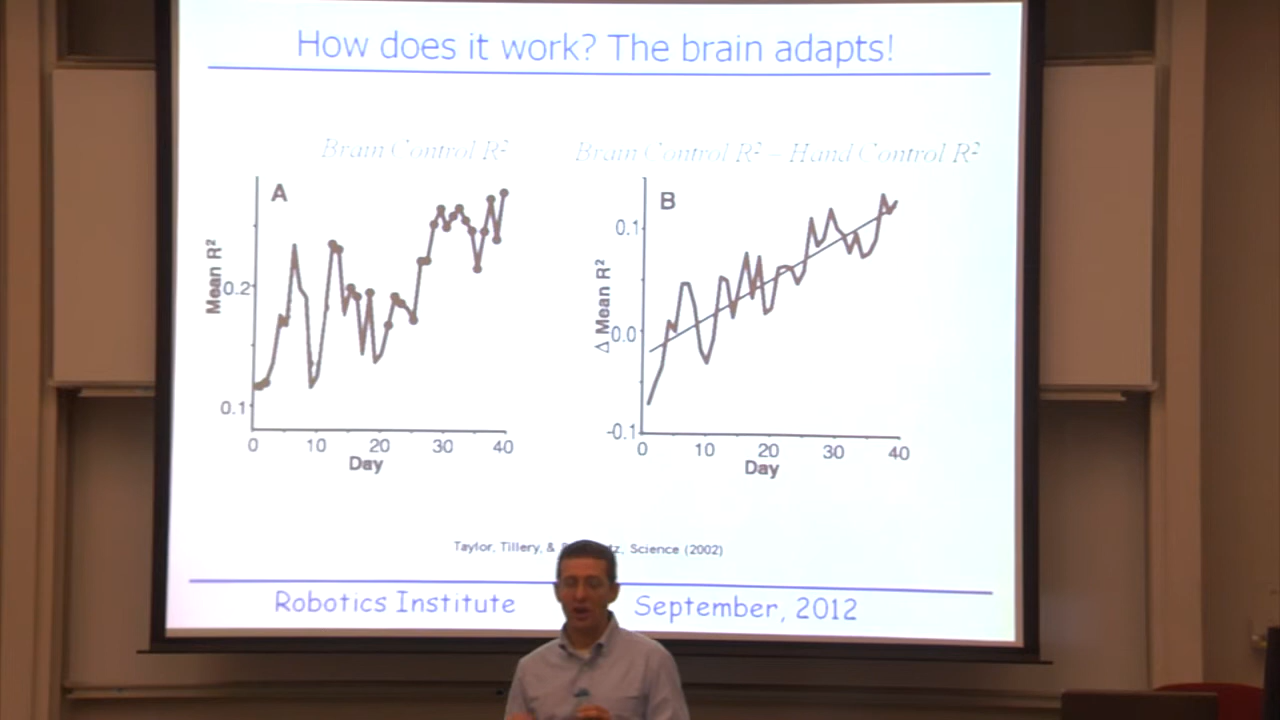 How does it work? The brain adapts!
Brain Control R²
Brain Control R² – Hand Control R²
A
Mean R²
0.2
0.1
0 10 20 30 40
Day
B
Δ Mean R²
0.1
0.0
-0.1
0 10 20 30 40
Day
Taylor, Tillery, & tz, Science (2002)
Robotics Institute September, 2012